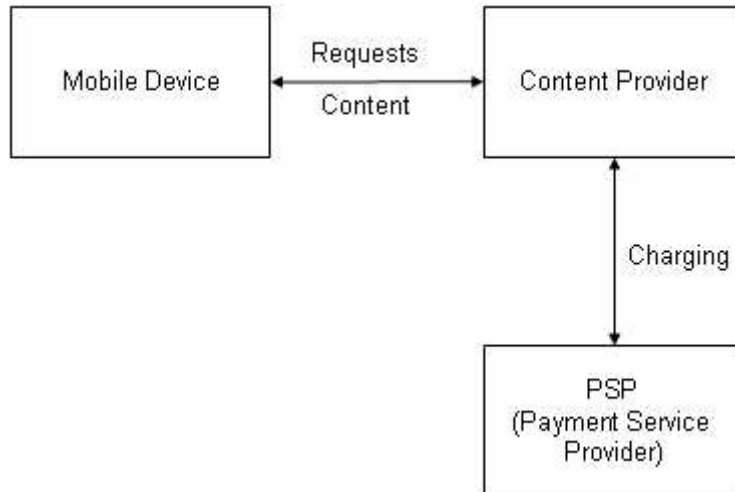 Mobile Device
Requests
Content
Content Provider
Charging
PSP
(Payment Service
Provider)